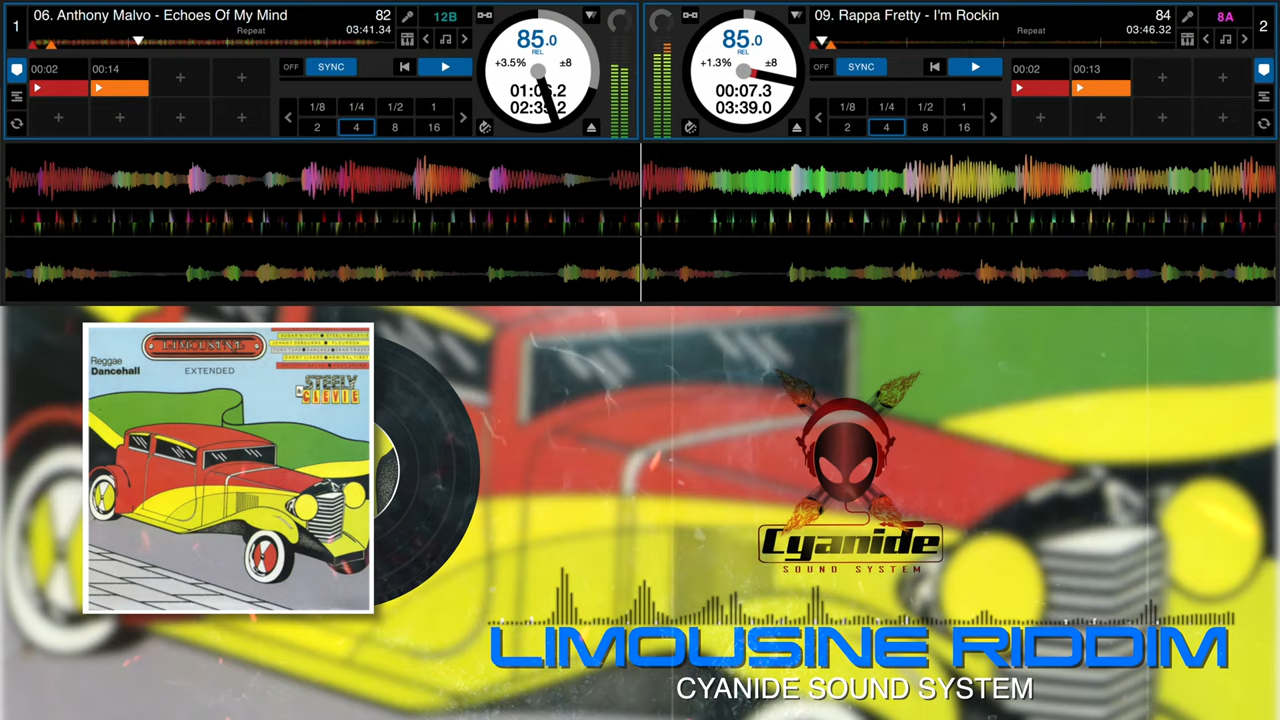 1
06. Anthony Malvo - Echoes Of My Mind
82
03:41.34
Repeat
12B
00:02
00:14
OFF
SYNC
1/8 1/4 1/2 1
2 4 8 16
85.0
REL
+3.5% ±8
01:06.2
02:35.2
85.0
REL
+1.3% ±8
00:07.3
03:39.0
09. Rappa Fretty - I'm Rockin
84
03:46.32
Repeat
8A
2
OFF
SYNC
1/8 1/4 1/2 1
2 4 8 16
00:02
00:13
LIMOUSINE
Reggae
Dancehall
EXTENDED
STEELY
& CLEVIE
Cyanide
SOUND SYSTEM
LIMOUSINE RIDDIM
CYANIDE SOUND SYSTEM